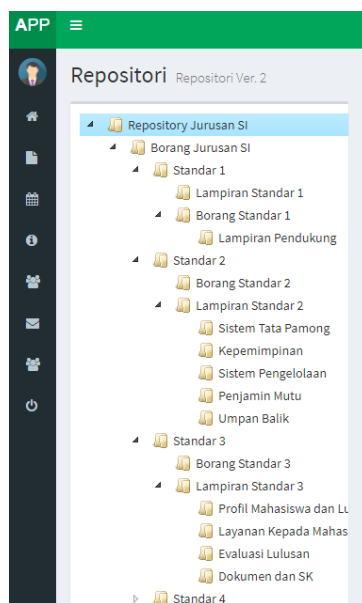 APP
Repositori Repositori Ver. 2
Repository Jurusan SI
Borang Jurusan SI
Standar 1
Lampiran Standar 1
Borang Standar 1
Lampiran Pendukung
Standar 2
Borang Standar 2
Lampiran Standar 2
Sistem Tata Pamong
Kepemimpinan
Sistem Pengelolaan
Penjamin Mutu
Umpan Balik
Standar 3
Borang Standar 3
Lampiran Standar 3
Profil Mahasiswa dan Lu
Layanan Kepada Mahas
Evaluasi Lulusan
Dokumen dan SK
Standar 4